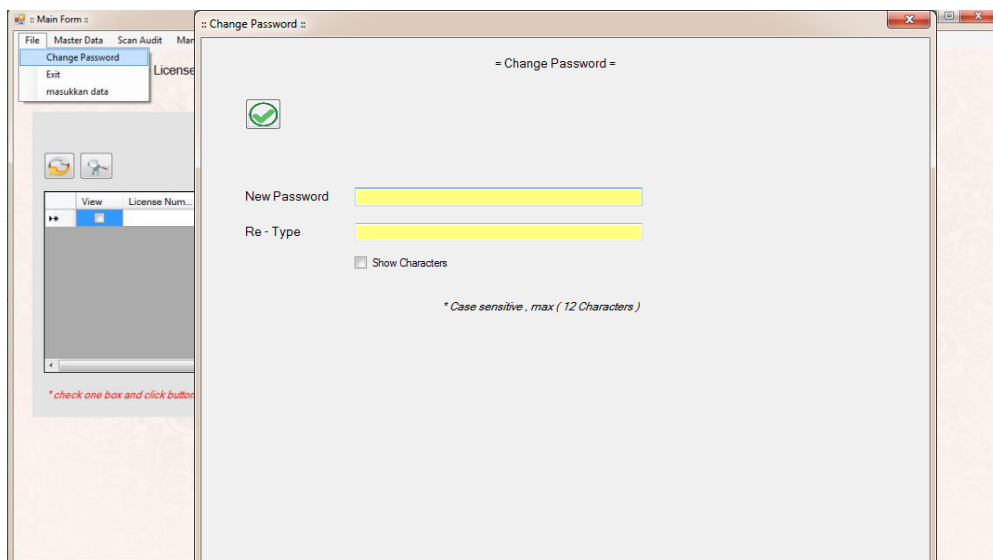 :: Main Form ::
:: Change Password ::
File Master Data Scan Audit
Change Password
Exit
masukkan data
License
= Change Password =
New Password
Re - Type
Show Characters
* Case sensitive , max ( 12 Characters )
View License Num...
* check one box and click button